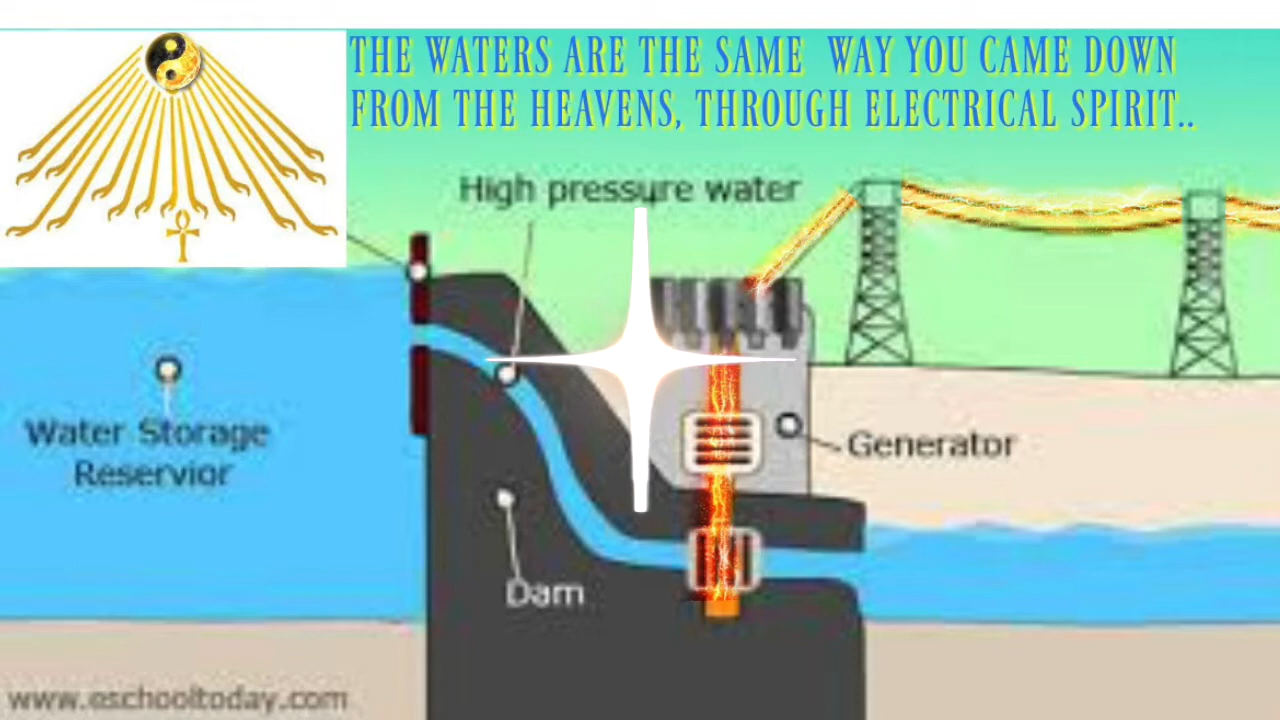 THE WATERS ARE THE SAME WAY YOU CAME DOWN
FROM THE HEAVENS, THROUGH ELECTRICAL SPIRIT..
High pressure water
Water Storage
Reservior
Generator
Dam
www.eschooltoday.com